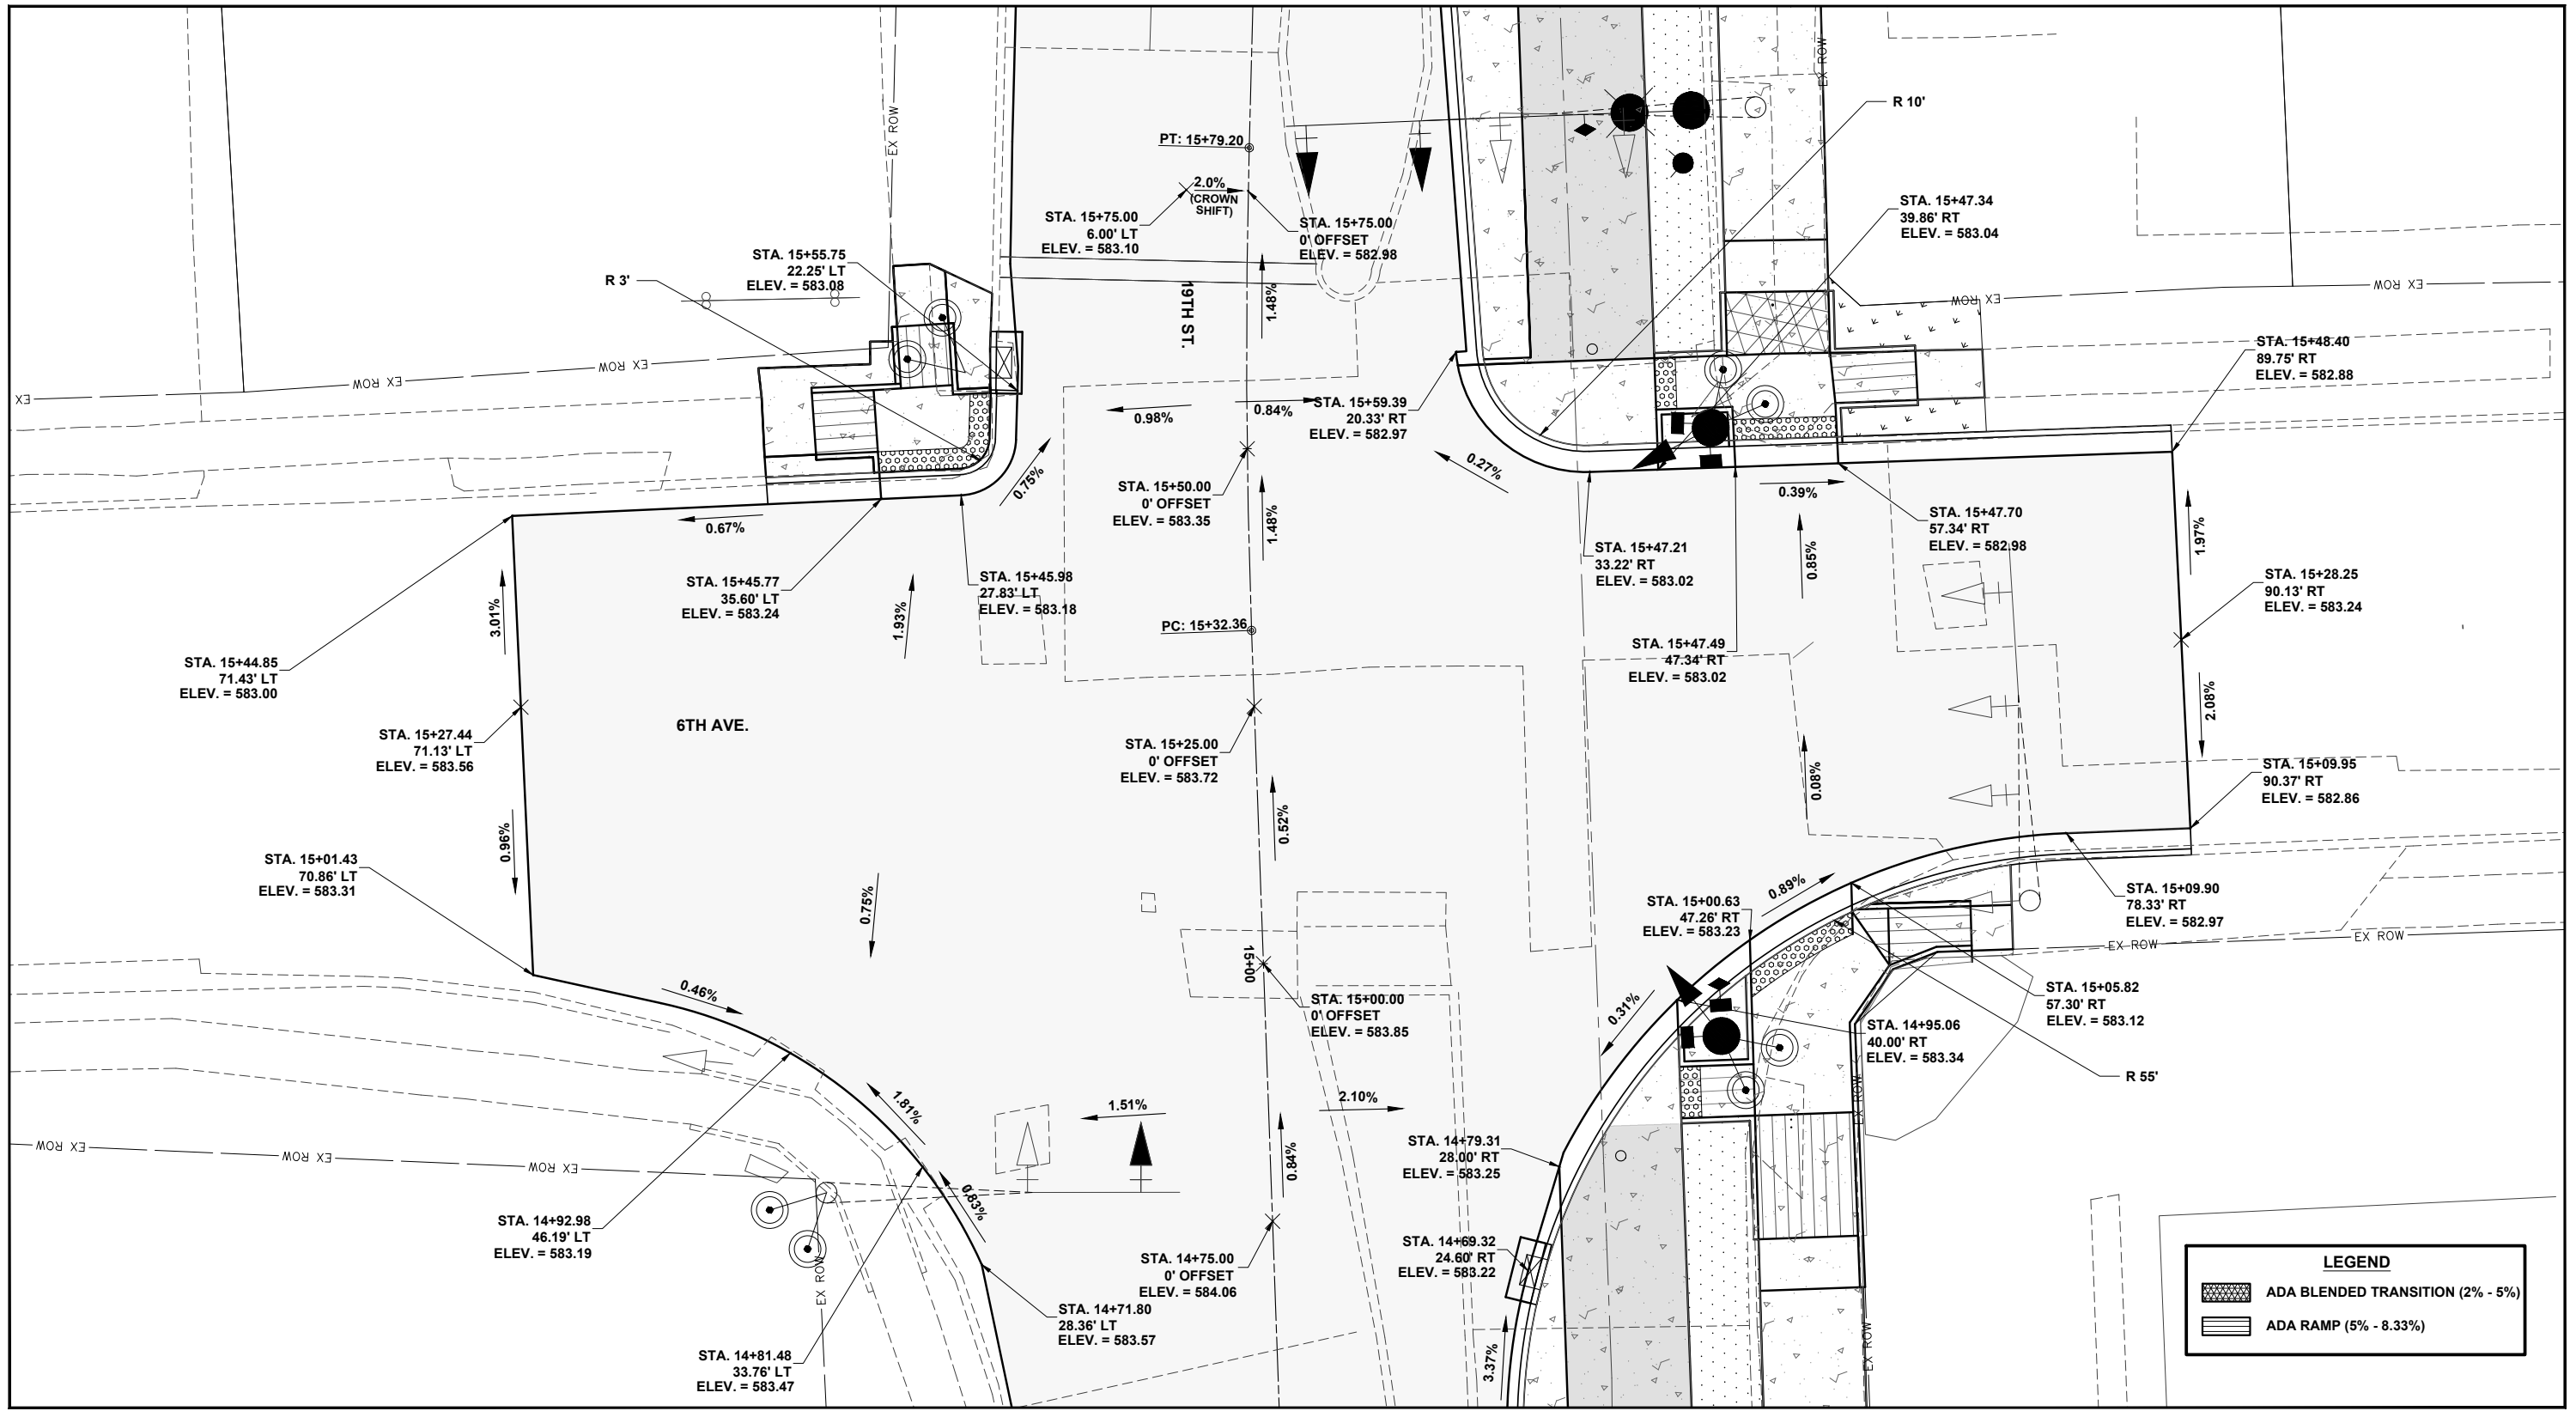 EX ROW
EX ROW
R 10'
PT: 15+79.20
2.0%
(CROWN
SHIFT)
STA. 15+75.00
6.00' LT
ELEV. = 583.10
STA. 15+75.00
0' OFFSET
ELEV. = 582.98
STA. 15+47.34
39.86' RT
ELEV. = 583.04
STA. 15+55.75
22.25' LT
ELEV. = 583.08
R 3'
19TH ST.
1.48%
EX ROW
EX ROW
EX ROW
EX ROW
EX
STA. 15+48.40
89.75' RT
ELEV. = 582.88
0.98%
0.84%
STA. 15+59.39
20.33' RT
ELEV. = 582.97
0.75%
0.27%
STA. 15+50.00
0' OFFSET
ELEV. = 583.35
1.48%
0.39%
0.67%
STA. 15+47.70
57.34' RT
ELEV. = 582.98
1.97%
STA. 15+47.21
33.22' RT
ELEV. = 583.02
0.85%
STA. 15+45.77
35.60' LT
ELEV. = 583.24
STA. 15+45.98
27.83' LT
ELEV. = 583.18
STA. 15+28.25
90.13' RT
ELEV. = 583.24
3.01%
1.93%
PC: 15+32.36
STA. 15+47.49
47.34' RT
ELEV. = 583.02
STA. 15+44.85
71.43' LT
ELEV. = 583.00
2.08%
6TH AVE.
STA. 15+27.44
71.13' LT
ELEV. = 583.56
STA. 15+25.00
0' OFFSET
ELEV. = 583.72
0.08%
STA. 15+09.95
90.37' RT
ELEV. = 582.86
0.96%
0.52%
STA. 15+01.43
70.86' LT
ELEV. = 583.31
0.75%
0.89%
STA. 15+00.63
47.26' RT
ELEV. = 583.23
STA. 15+09.90
78.33' RT
ELEV. = 582.97
EX ROW
EX ROW
15+00
0.46%
STA. 15+00.00
0' OFFSET
ELEV. = 583.85
0.31%
STA. 15+05.82
57.30' RT
ELEV. = 583.12
STA. 14+95.06
40.00' RT
ELEV. = 583.34
R 55'
EX ROW
1.81%
1.51%
2.10%
EX ROW
EX ROW
EX ROW
0.84%
STA. 14+79.31
28.00' RT
ELEV. = 583.25
0.83%
STA. 14+92.98
46.19' LT
ELEV. = 583.19
STA. 14+75.00
0' OFFSET
ELEV. = 584.06
STA. 14+69.32
24.60' RT
ELEV. = 583.22
EX ROW
STA. 14+71.80
28.36' LT
ELEV. = 583.57
STA. 14+81.48
33.76' LT
ELEV. = 583.47
3.37%
EX ROW
LEGEND
ADA BLENDED TRANSITION (2% - 5%)
ADA RAMP (5% - 8.33%)